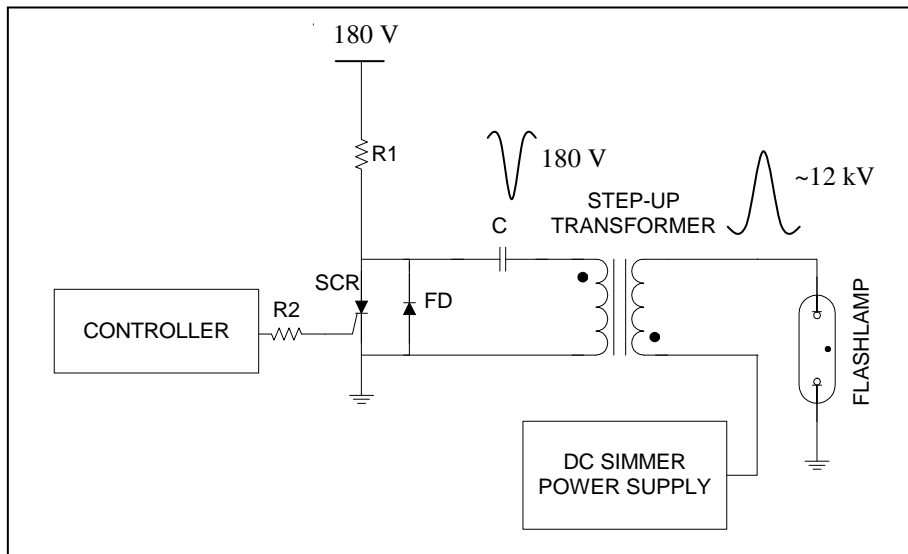 180 V
R1
180 V
~12 kV
STEP-UP
TRANSFORMER
C
SCR
FD
R2
CONTROLLER
FLASHLAMP
DC SIMMER
POWER SUPPLY